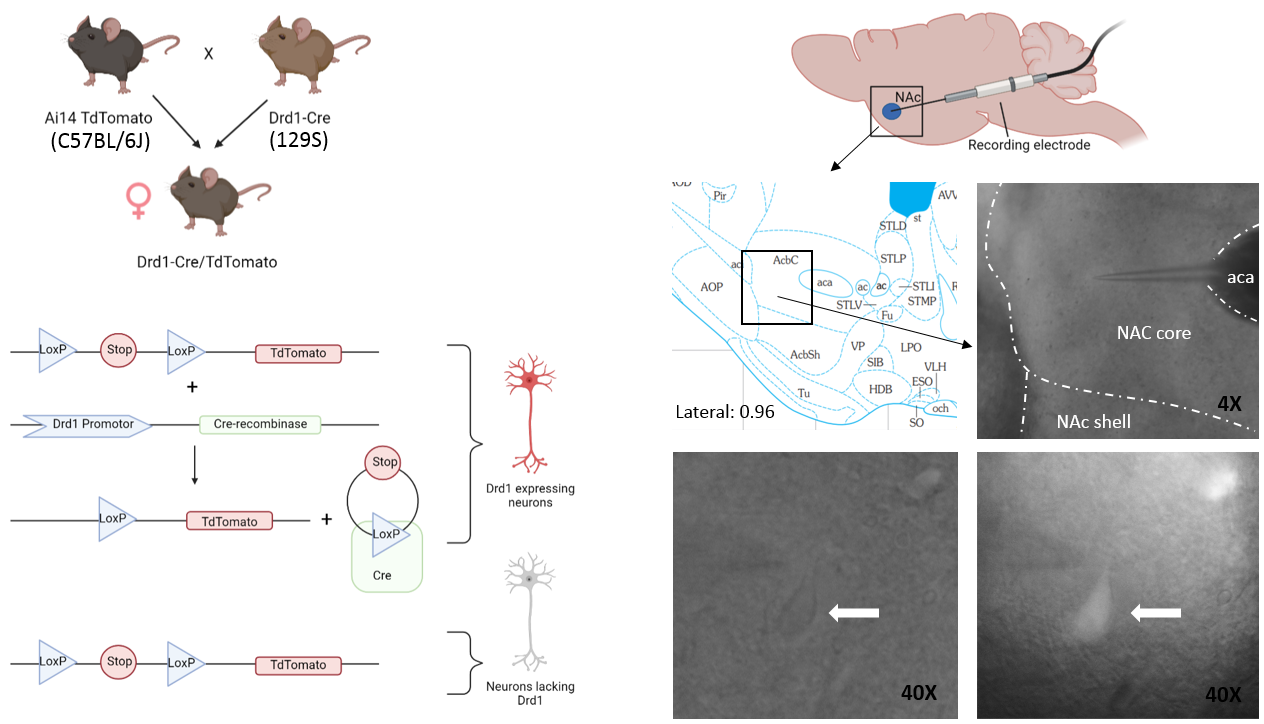 X
Ai14 TdTomato
(C57BL/6J)
Drd1-Cre
(129S)
Drd1-Cre/TdTomato
LoxP
Stop
LoxP
TdTomato
+
Drd1 Promotor
Cre-recombinase
LoxP
TdTomato
+
Stop
LoxP
Cre
Drd1 expressing
neurons
LoxP
Stop
LoxP
TdTomato
Neurons lacking
Drd1
NAc
Recording electrode
Pir
AVV
st
STLD
AcbC
STLP
AOP
aca
ac
ac
STLI
STLV
STMP
Fu
VP
LPO
AcbSh
SIB
VLH
Tu
HDB
ESO
och
SO
Lateral: 0.96
aca
NAC core
4X
NAc shell
40X
40X